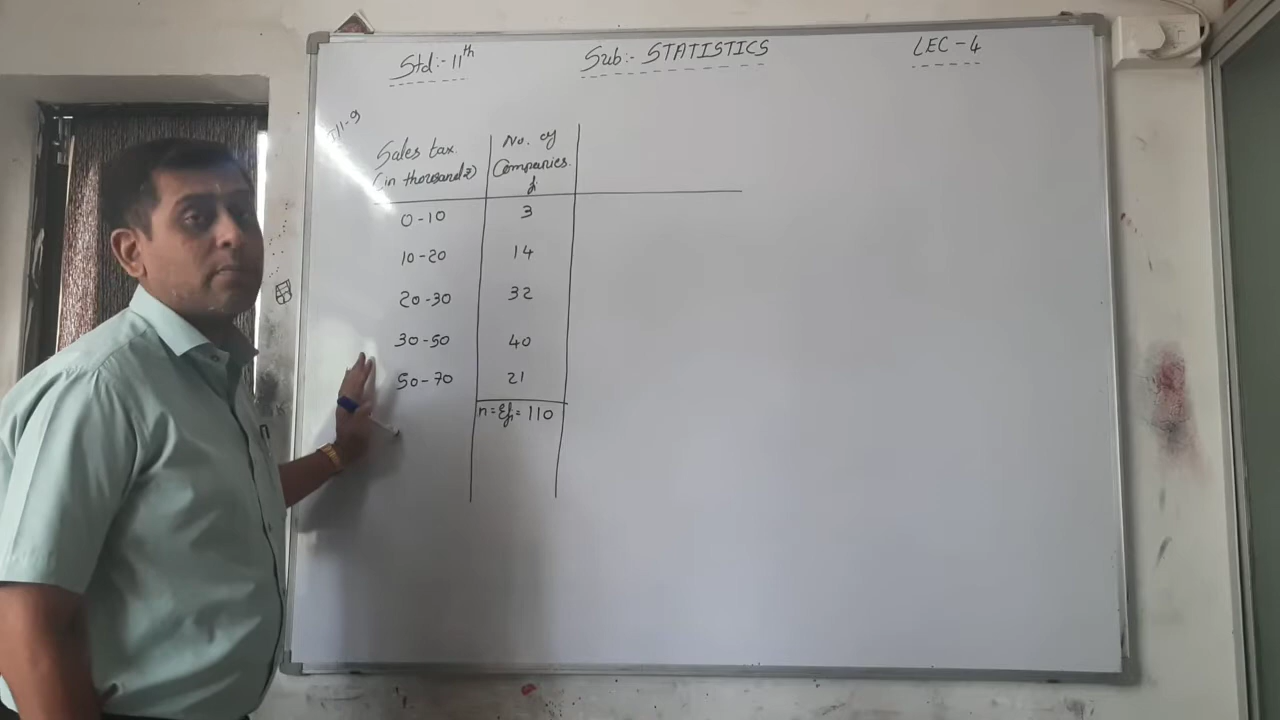 Std:- 11th Sub:- STATISTICS LEC-4
Sales tax. No. of
(in thousand ₹) Companies.
f
0-10 3
10-20 14
20-30 32
30-50 40
50-70 21
n=Σf= 110